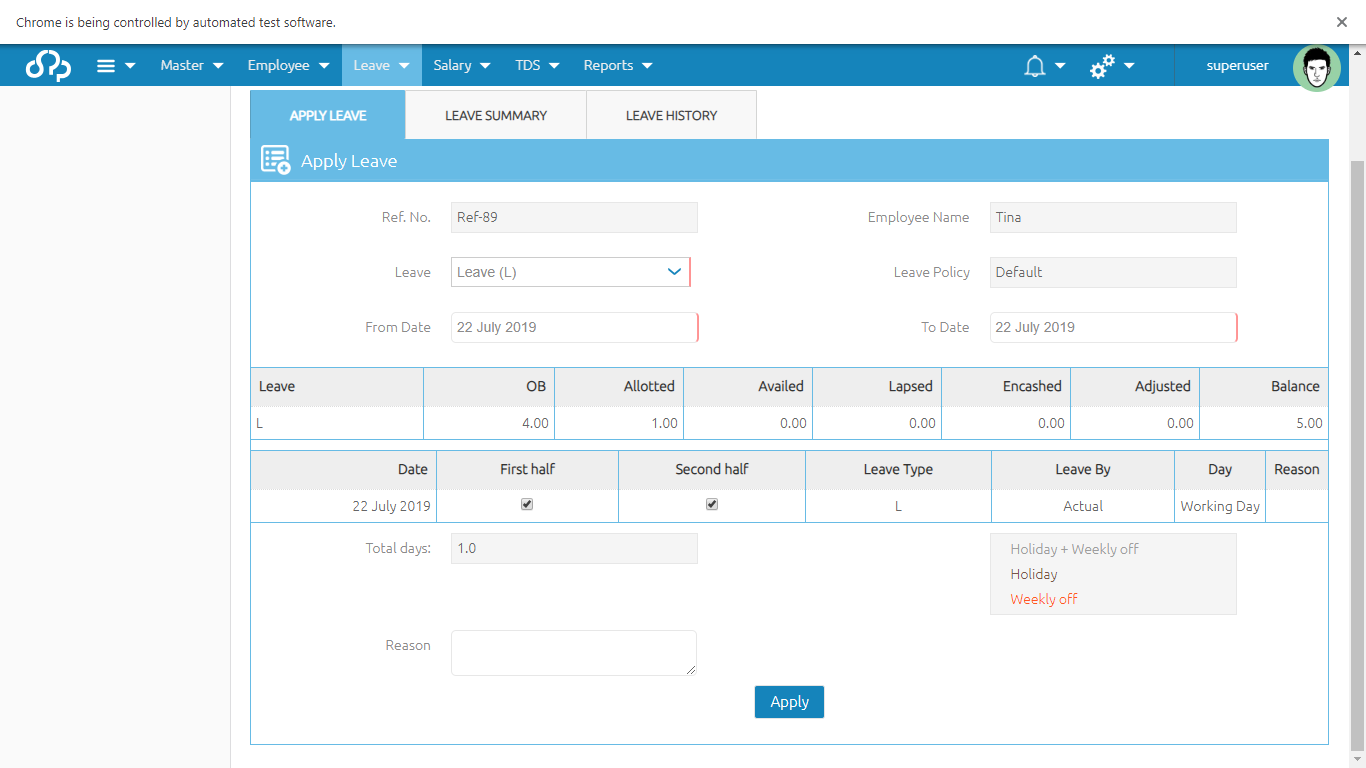 Chrome is being controlled by automated test software.
Master Employee Leave Salary TDS Reports superuser
APPLY LEAVE LEAVE SUMMARY LEAVE HISTORY
Apply Leave
Ref. No. Ref-89 Employee Name Tina
Leave Leave (L) Leave Policy Default
From Date 22 July 2019 To Date 22 July 2019
Leave OB Allotted Availed Lapsed Encashed Adjusted Balance
L 4.00 1.00 0.00 0.00 0.00 0.00 5.00
Date First half Second half Leave Type Leave By Day Reason
22 July 2019 L Actual Working Day
Total days: 1.0 Holiday + Weekly off
Holiday
Weekly off
Reason
Apply